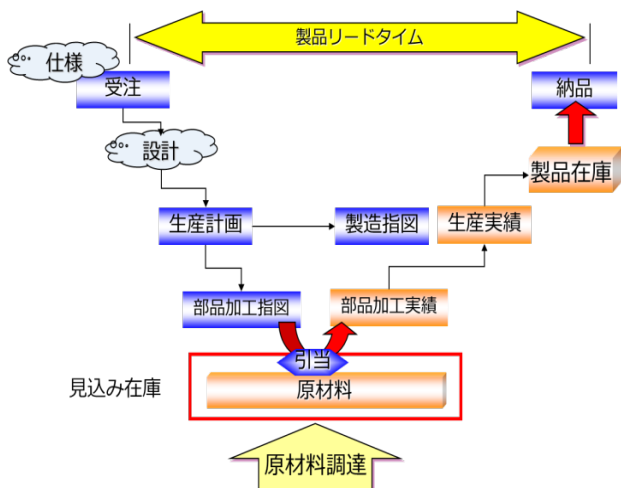 製品リードタイム
仕様
受注
納品
設計
製品在庫
生産計画
製造指図
生産実績
部品加工指図
部品加工実績
引当
見込み在庫
原材料
原材料調達